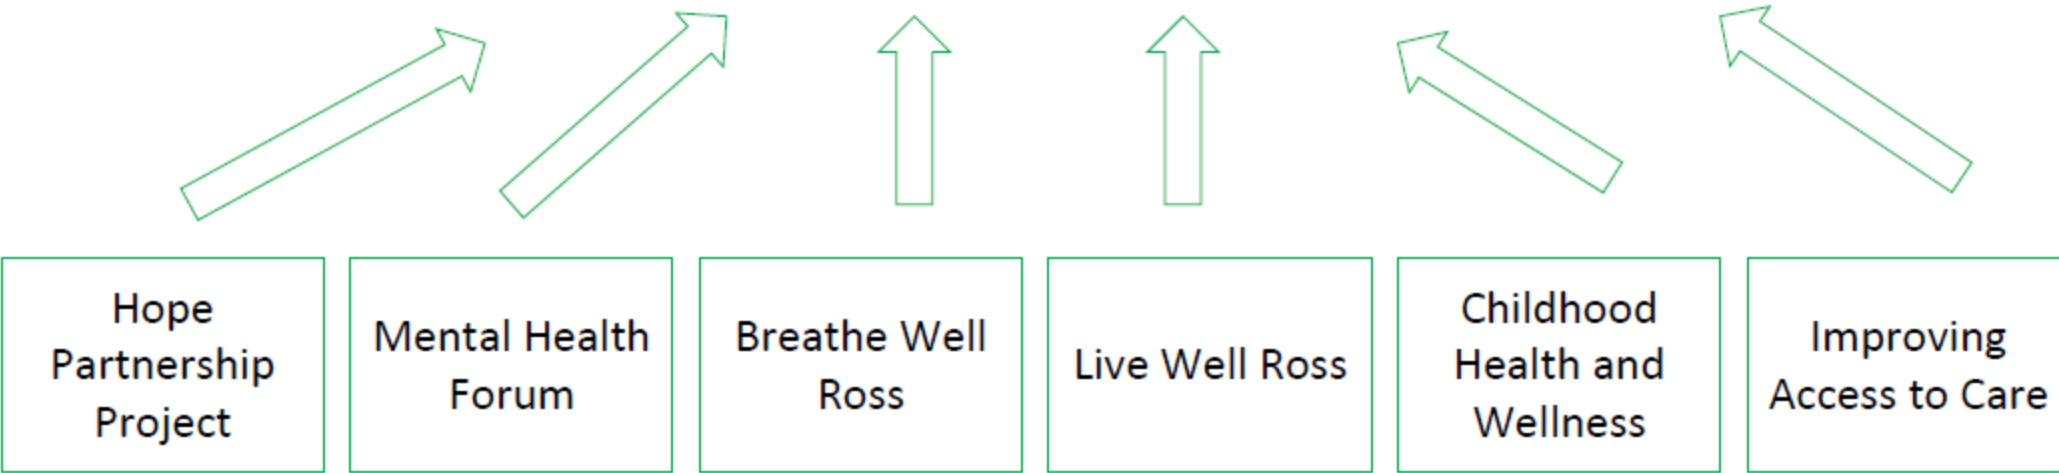 Hope
Partnership
Project
Mental Health
Forum
Breathe Well
Ross
Live Well Ross
Childhood
Health and
Wellness
Improving
Access to Care